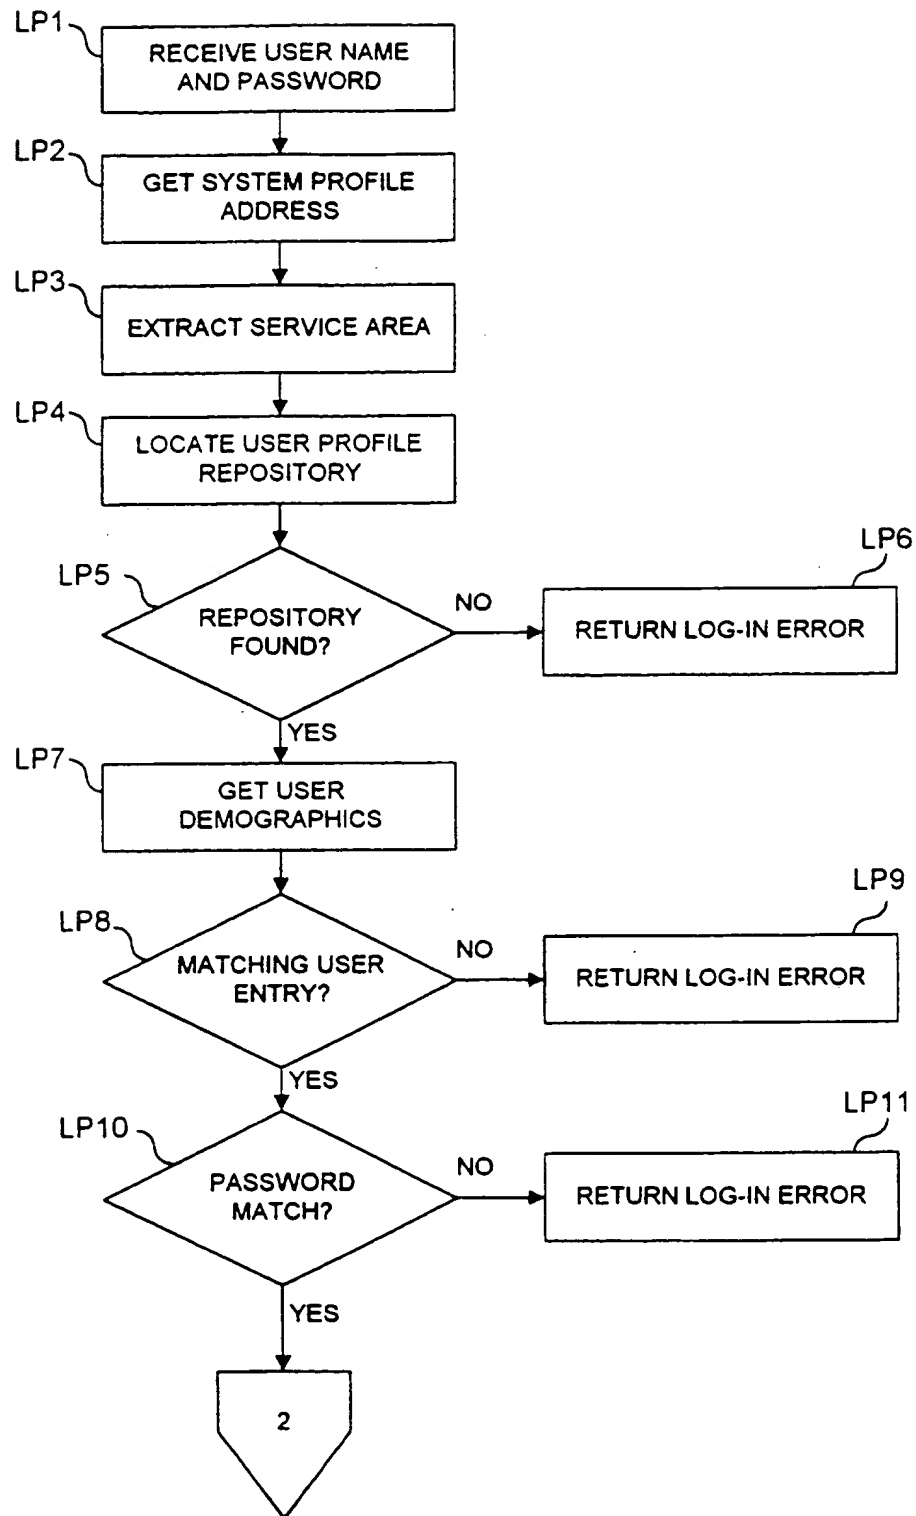 LP1
RECEIVE USER NAME
AND PASSWORD
LP2
GET SYSTEM PROFILE
ADDRESS
LP3
EXTRACT SERVICE AREA
LP4
LOCATE USER PROFILE
REPOSITORY
LP5
REPOSITORY
FOUND?
NO
LP6
RETURN LOG-IN ERROR
YES
LP7
GET USER
DEMOGRAPHICS
LP8
MATCHING USER
ENTRY?
NO
LP9
RETURN LOG-IN ERROR
YES
LP10
PASSWORD
MATCH?
NO
LP11
RETURN LOG-IN ERROR
YES
2